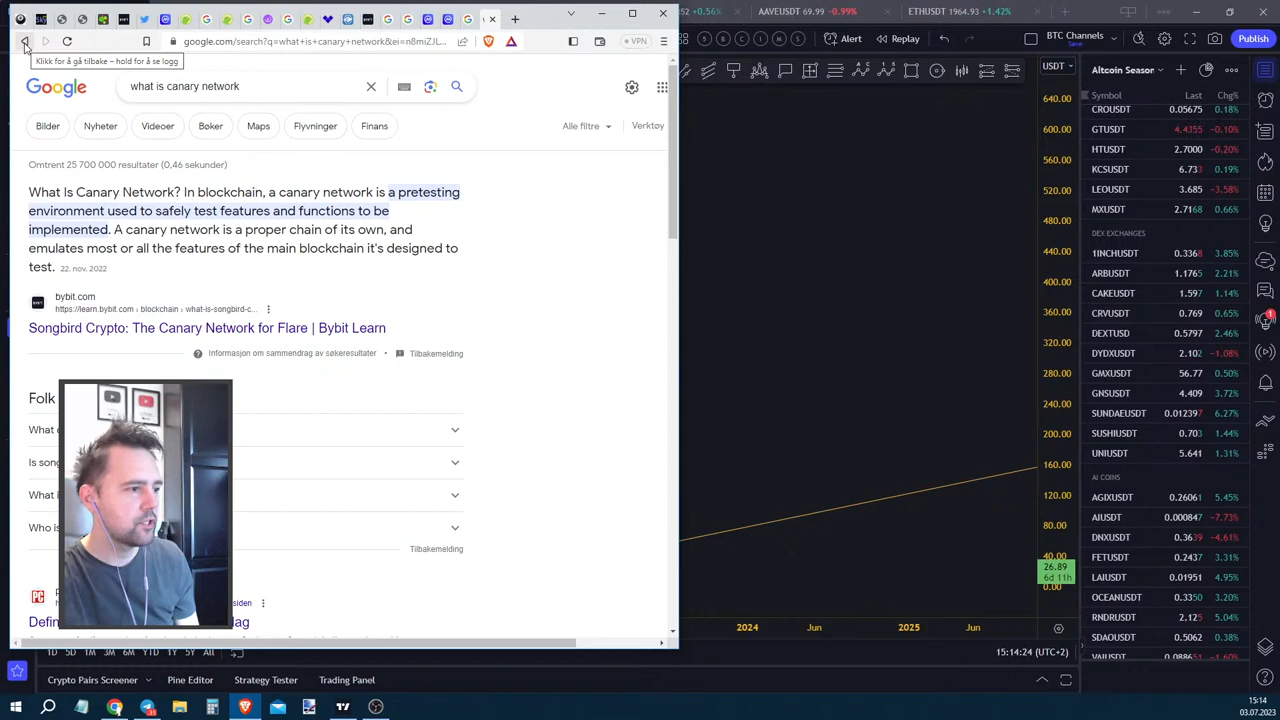 +0.56%
AAVEUSDT 69.99 -0.99%
ETHUSDT 1964.93 +1.42%
google.com/search?q=what+is+canary+network&ei=n8miZJL...
VPN
Alert
Replay
BTC Channels
Save
Publish
Klikk for å gå tilbake – hold for å se logg
Google
what is canary network
Bilder
Nyheter
Videoer
Bøker
Maps
Flyvninger
Finans
Alle filtre
Verktøy
Omtrent 25 700 000 resultater (0,46 sekunder)
What Is Canary Network? In blockchain, a canary network is a pretesting
environment used to safely test features and functions to be
implemented. A canary network is a proper chain of its own, and
emulates most or all the features of the main blockchain it's designed to
test. 22. nov. 2022
bybit.com
https://learn.bybit.com › blockchain › what-is-songbird-c...
Songbird Crypto: The Canary Network for Flare | Bybit Learn
Informasjon om sammendrag av søkeresultater
Tilbakemelding
Folk
Tilbakemelding
USDT
640.00
600.00
560.00
520.00
480.00
440.00
400.00
360.00
320.00
280.00
240.00
200.00
160.00
120.00
80.00
40.00
26.89
6d 11h
0.00
2024
Jun
2025
Jun
Altcoin Season
Symbol Last Chg%
CROUSDT 0.05675 0.18%
GTUSDT 4.4355 -0.10%
HTUSDT 2.7000 -0.20%
KCSUSDT 6.733 0.19%
LEOUSDT 3.685 -3.58%
MXUSDT 2.7168 0.66%
DEX EXCHANGES
1INCHUSDT 0.3368 3.85%
ARBUSDT 1.1765 2.21%
CAKEUSDT 1.597 1.14%
CRVUSDT 0.769 0.65%
DEXTUSD 0.5797 2.46%
DYDXUSDT 2.102 -1.08%
GMXUSDT 56.77 0.50%
GNSUSDT 4.409 3.72%
SUNDAEUSDT 0.012397 6.27%
SUSHIUSDT 0.703 1.44%
UNIUSDT 5.641 1.31%
AI COINS
AGIXUSDT 0.26061 5.45%
AIUSDT 0.000847 -7.73%
DNXUSDT 0.3639 -4.61%
FETUSDT 0.2437 3.31%
LAIUSDT 0.01951 4.95%
OCEANUSDT 0.3350 3.20%
RNDRUSDT 2.125 5.04%
0.5062 0.38%
1D 5D 1M 3M 6M YTD 1Y 5Y All
15:14:24 (UTC+2)
Crypto Pairs Screener
Pine Editor
Strategy Tester
Trading Panel
15:14
03.07.2023